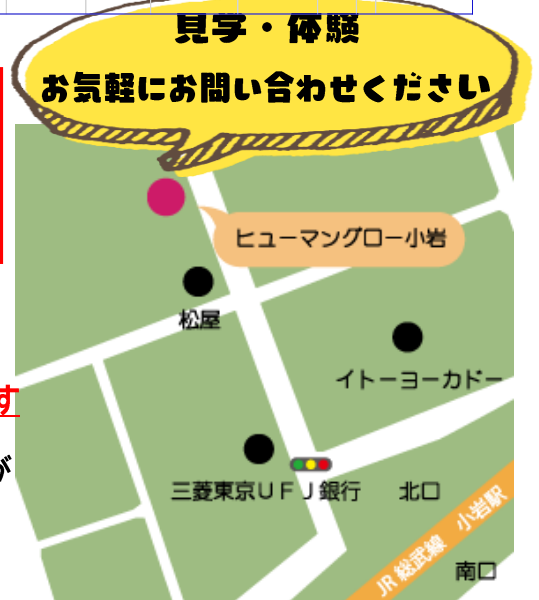 見学・体験
お気軽にお問い合わせください
ヒューマングロー小岩
松屋
イトーヨーカドー
す
が
三菱東京UFJ銀行
北口
JR 総武線 小岩駅
南口